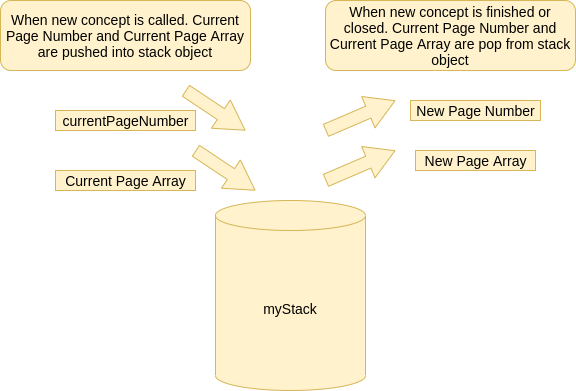 When new concept is called. Current
Page Number and Current Page Array
are pushed into stack object
When new concept is finished or
closed. Current Page Number and
Current Page Array are pop from stack
object
currentPageNumber
New Page Number
Current Page Array
New Page Array
myStack